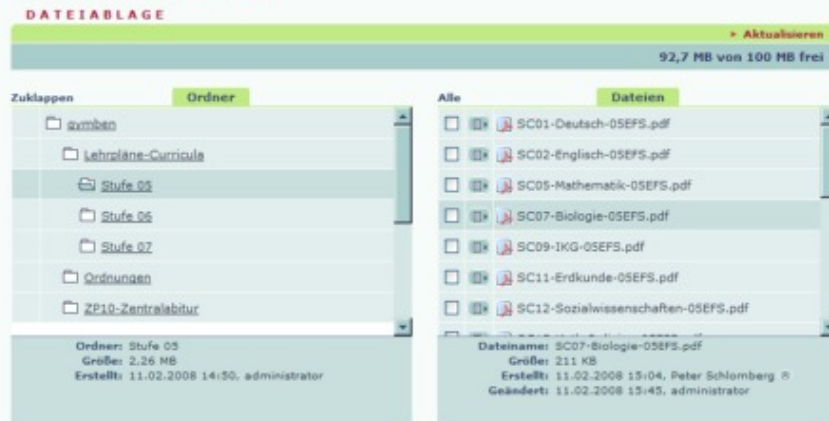 DATEIABLAGE
Aktualisieren
92,7 MB von 100 MB frei
Zuklappen Ordner
gymben
Lehrpläne-Curricula
Stufe 05
Stufe 06
Stufe 07
Ordnungen
ZP10-Zentralabitur
Ordner: Stufe 05
Größe: 2,26 MB
Erstellt: 11.02.2008 14:50, administrator
Alle Dateien
SC01-Deutsch-05EFS.pdf
SC02-Englisch-05EFS.pdf
SC05-Mathematik-05EFS.pdf
SC07-Biologie-05EFS.pdf
SC09-IKG-05EFS.pdf
SC11-Erdkunde-05EFS.pdf
SC12-Sozialwissenschaften-05EFS.pdf
Dateiname: SC07-Biologie-05EFS.pdf
Größe: 211 KB
Erstellt: 11.02.2008 15:04, Peter Schlomberg
Geändert: 11.02.2008 15:45, administrator